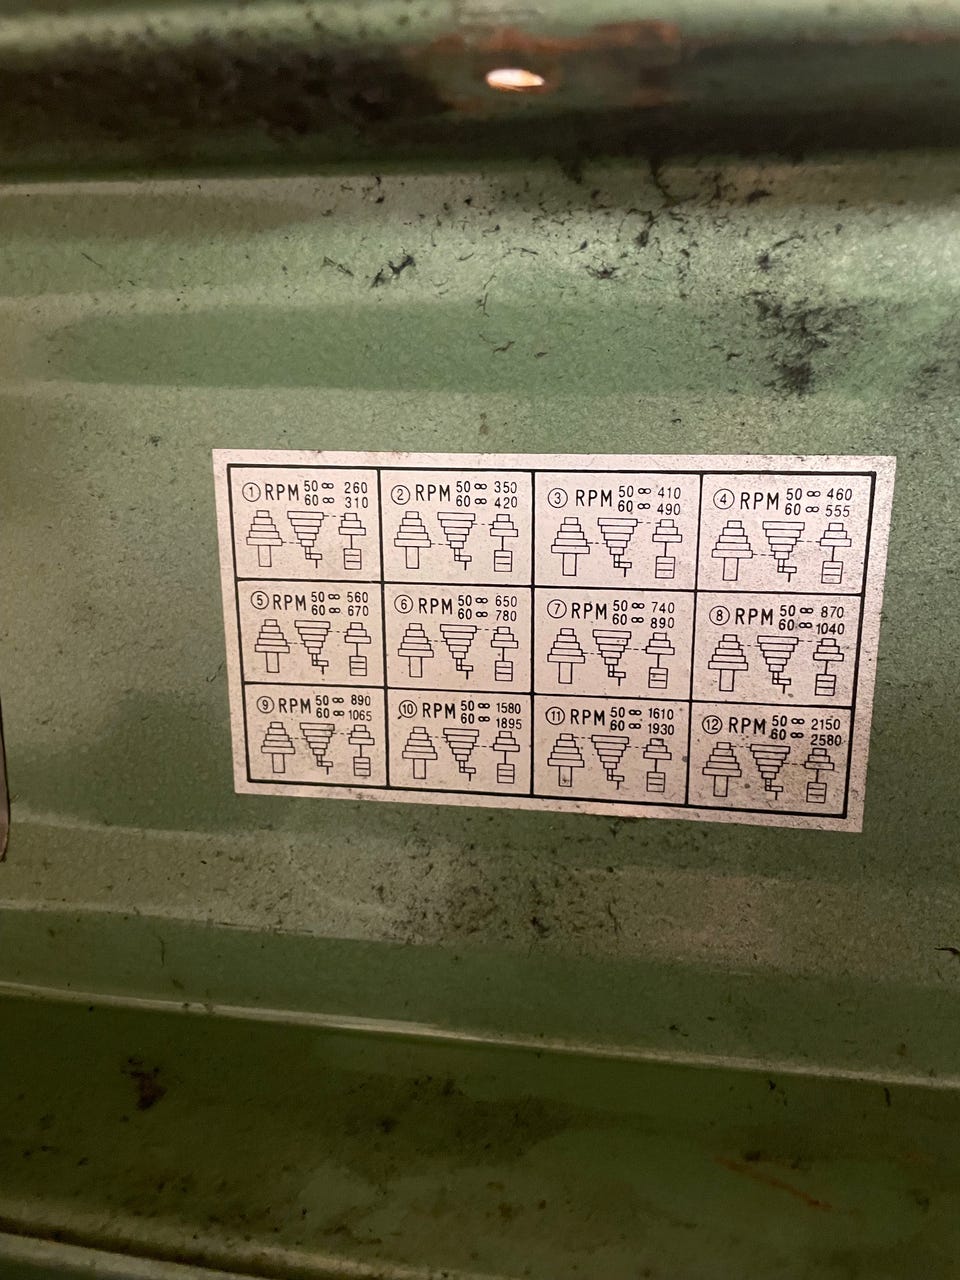 ① RPM 50 ∞ 260
60 ∞ 310
② RPM 50 ∞ 350
60 ∞ 420
③ RPM 50 ∞ 410
60 ∞ 490
④ RPM 50 ∞ 460
60 ∞ 555
⑤ RPM 50 ∞ 560
60 ∞ 670
⑥ RPM 50 ∞ 650
60 ∞ 780
⑦ RPM 50 ∞ 740
60 ∞ 890
⑧ RPM 50 ∞ 870
60 ∞ 1040
⑨ RPM 50 ∞ 890
60 ∞ 1065
⑩ RPM 50 ∞ 1580
60 ∞ 1895
⑪ RPM 50 ∞ 1610
60 ∞ 1930
⑫ RPM 50 ∞ 2150
60 ∞ 2580